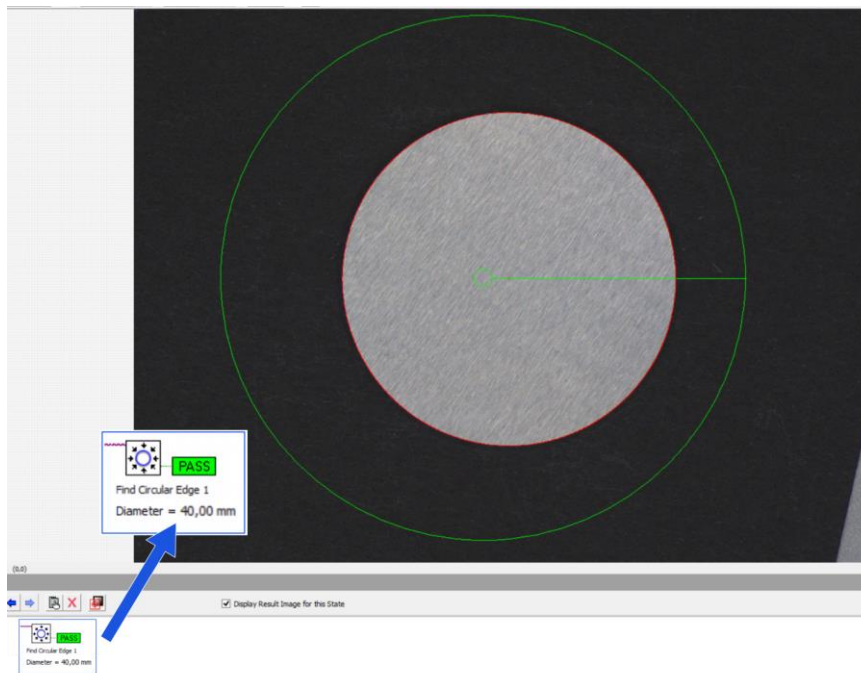 PASS
Find Circular Edge 1
Diameter = 40,00 mm
(0,0)
Display Result Image for this State
PASS
Find Circular Edge 1
Diameter = 40,00 mm